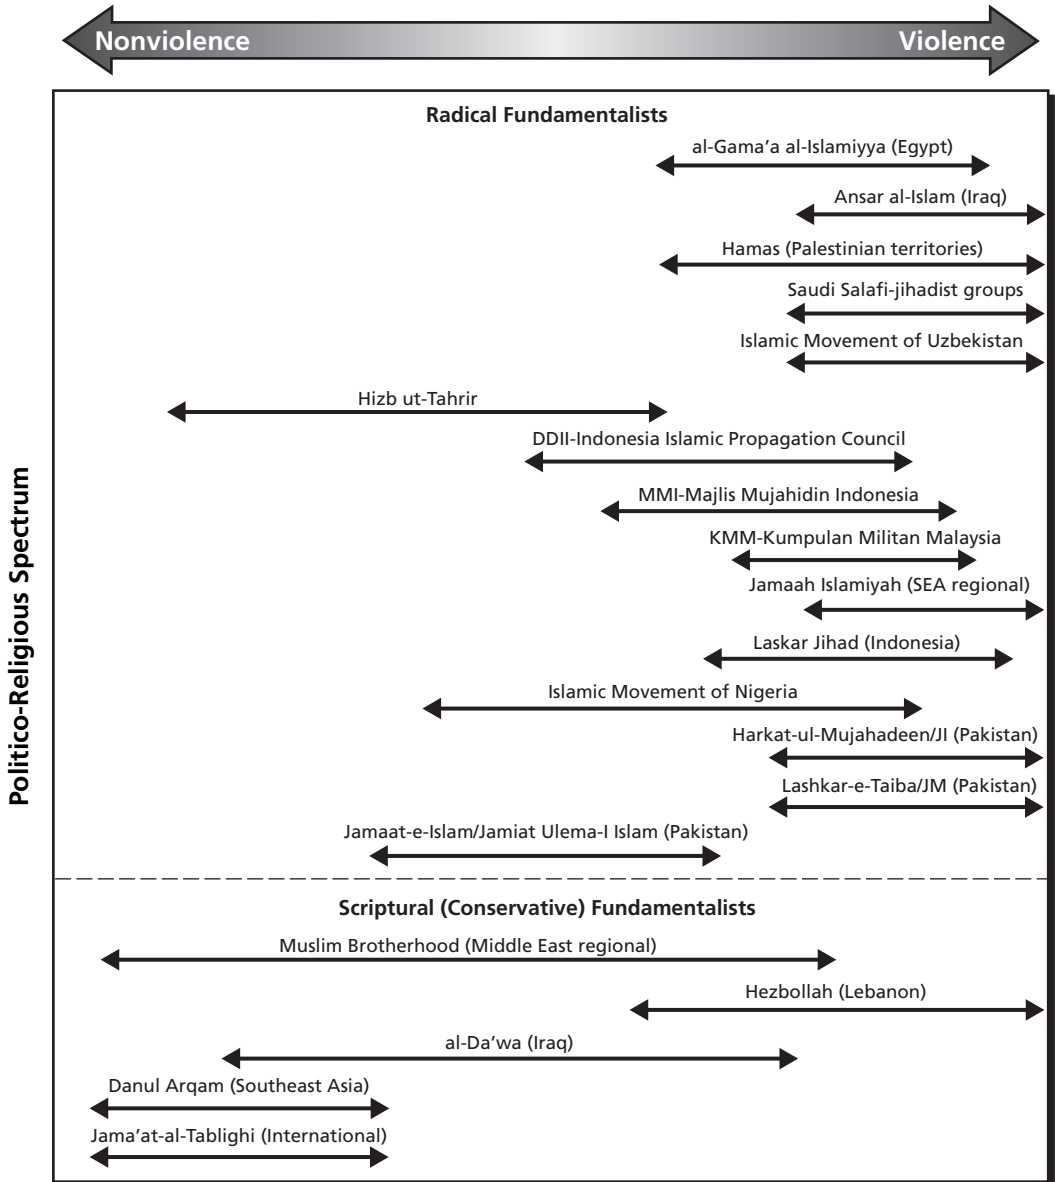 Nonviolence
Violence
Politico-Religious Spectrum
Radical Fundamentalists
al-Gama’a al-Islamiyya (Egypt)
Ansar al-Islam (Iraq)
Hamas (Palestinian territories)
Saudi Salafi-jihadist groups
Islamic Movement of Uzbekistan
Hizb ut-Tahrir
DDII-Indonesia Islamic Propagation Council
MMI-Majlis Mujahidin Indonesia
KMM-Kumpulan Militan Malaysia
Jamaah Islamiyah (SEA regional)
Laskar Jihad (Indonesia)
Islamic Movement of Nigeria
Harkat-ul-Mujahadeen/JI (Pakistan)
Lashkar-e-Taiba/JM (Pakistan)
Jamaat-e-Islam/Jamiat Ulema-I Islam (Pakistan)
Scriptural (Conservative) Fundamentalists
Muslim Brotherhood (Middle East regional)
Hezbollah (Lebanon)
al-Da’wa (Iraq)
Danul Arqam (Southeast Asia)
Jama’at-al-Tablighi (International)